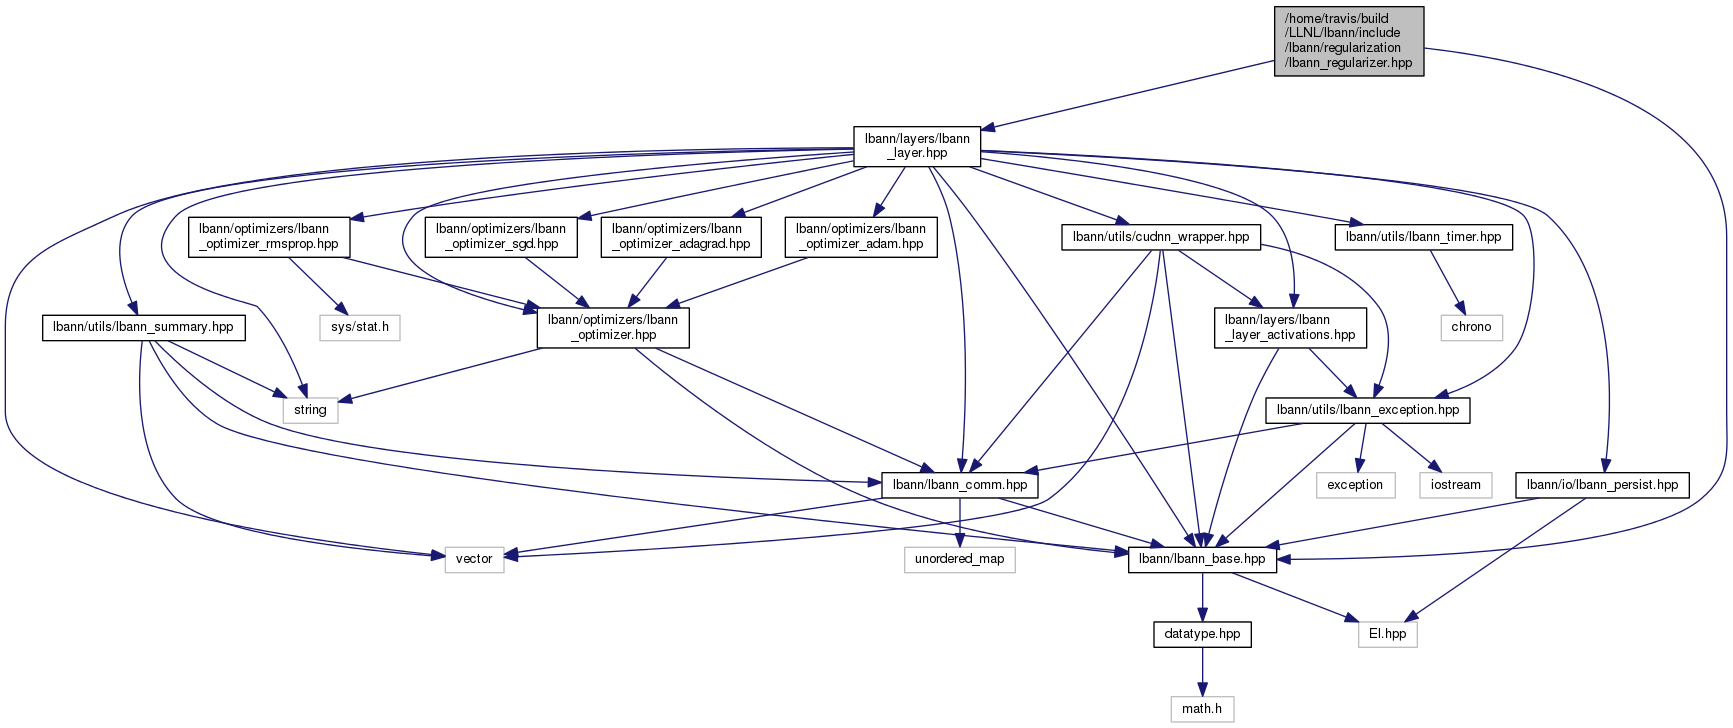 /home/travis/build
/LLNL/lbann/include
/lbann/regularization
/lbann_regularizer.hpp
lbann/layers/lbann
_layer.hpp
lbann/optimizers/lbann
_optimizer_rmsprop.hpp
lbann/optimizers/lbann
_optimizer_sgd.hpp
lbann/optimizers/lbann
_optimizer_adagrad.hpp
lbann/optimizers/lbann
_optimizer_adam.hpp
lbann/utils/cudnn_wrapper.hpp
lbann/utils/lbann_timer.hpp
lbann/utils/lbann_summary.hpp
sys/stat.h
lbann/optimizers/lbann
_optimizer.hpp
lbann/layers/lbann
_layer_activations.hpp
chrono
string
lbann/utils/lbann_exception.hpp
lbann/lbann_comm.hpp
exception
iostream
lbann/io/lbann_persist.hpp
vector
unordered_map
lbann/lbann_base.hpp
datatype.hpp
El.hpp
math.h